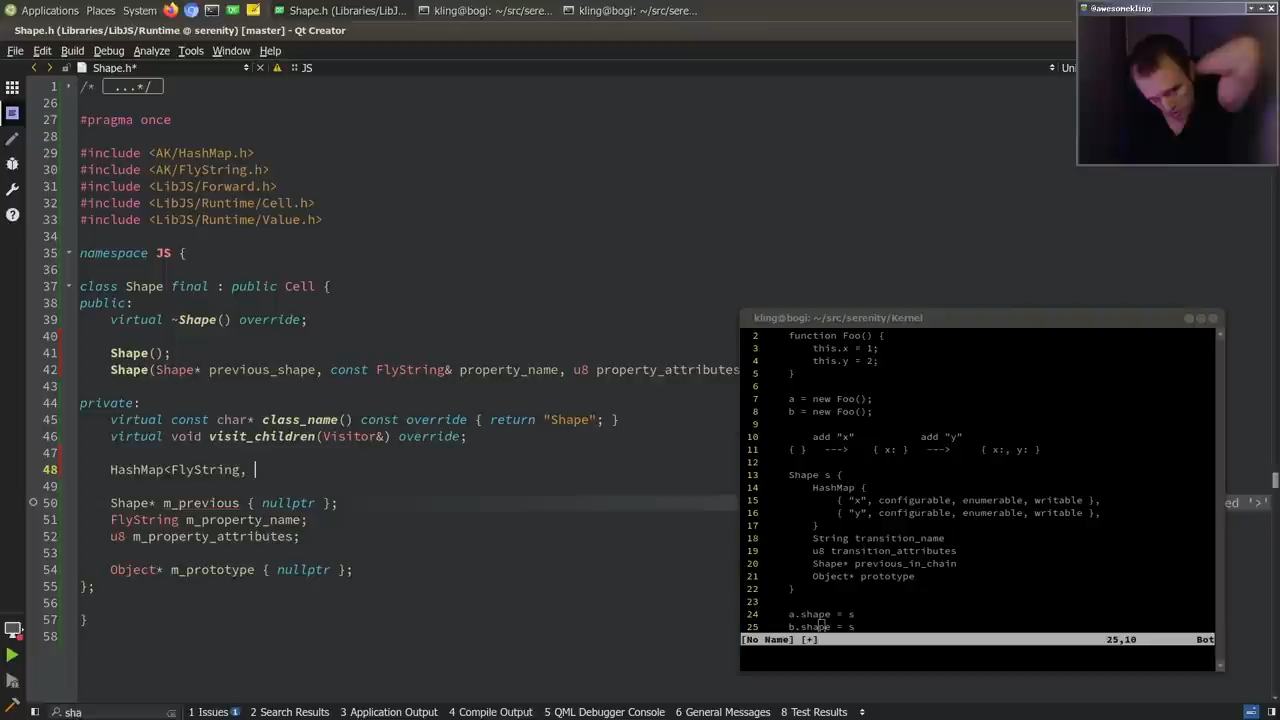 Applications Places System Shape.h (Libraries/LibJ... kling@bogi: ~/src/sere... kling@bogi: ~/src/sere...
@awesomekling
Shape.h (Libraries/LibJS/Runtime @ serenity) [master] - Qt Creator
File Edit Build Debug Analyze Tools Window Help
Shape.h* JS
1 /* ...*/
26
27 #pragma once
28
29 #include <AK/HashMap.h>
30 #include <AK/FlyString.h>
31 #include <LibJS/Forward.h>
32 #include <LibJS/Runtime/Cell.h>
33 #include <LibJS/Runtime/Value.h>
34
35 namespace JS {
36
37 class Shape final : public Cell {
38 public:
39 virtual ~Shape() override;
40
41 Shape();
42 Shape(Shape* previous_shape, const FlyString& property_name, u8 property_attributes
43
44 private:
45 virtual const char* class_name() const override { return "Shape"; }
46 virtual void visit_children(Visitor&) override;
47
48 HashMap<FlyString,
49
50 Shape* m_previous { nullptr };
51 FlyString m_property_name;
52 u8 m_property_attributes;
53
54 Object* m_prototype { nullptr };
55 };
56
57 }
58
kling@bogi: ~/src/serenity/Kernel
2 function Foo() {
3 this.x = 1;
4 this.y = 2;
5 }
6
7 a = new Foo();
8 b = new Foo();
9
10 add "x" add "y"
11 { } ---> { x: } ---> { x:, y: }
12
13 Shape s {
14 HashMap {
15 { "x", configurable, enumerable, writable },
16 { "y", configurable, enumerable, writable },
17 }
18 String transition_name
19 u8 transition_attributes
20 Shape* previous_in_chain
21 Object* prototype
22 }
23
24 a.shape = s
25 b.shape = s
[No Name] [+] 25,10 Bot
sha 1 Issues 1 2 Search Results 3 Application Output 4 Compile Output 5 QML Debugger Console 6 General Messages 8 Test Results